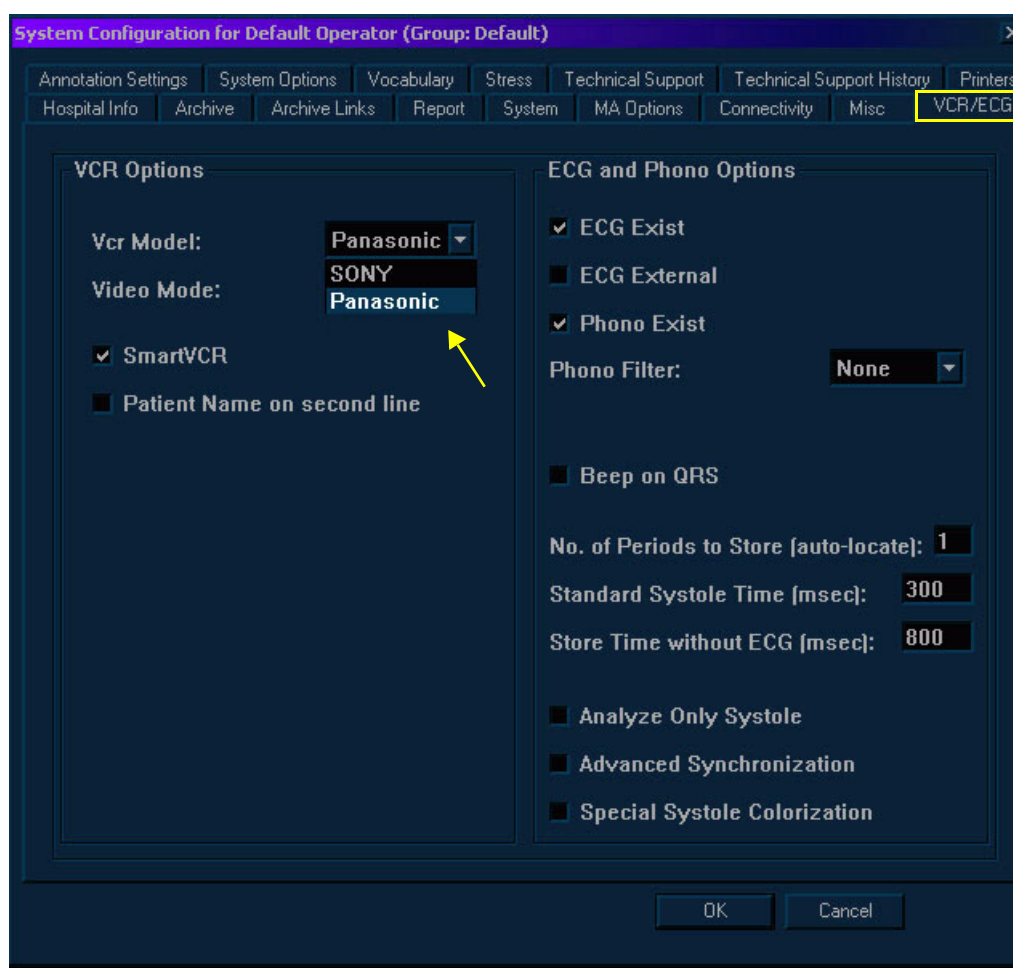 System Configuration for Default Operator (Group: Default)
Annotation Settings System Options Vocabulary Stress Technical Support Technical Support History Printers
Hospital Info Archive Archive Links Report System MA Options Connectivity Misc VCR/ECG
VCR Options
Vcr Model: Panasonic
SONY
Panasonic
Video Mode:
SmartVCR
Patient Name on second line
ECG and Phono Options
ECG Exist
ECG External
Phono Exist
Phono Filter: None
Beep on QRS
No. of Periods to Store (auto-locate): 1
Standard Systole Time (msec): 300
Store Time without ECG (msec): 800
Analyze Only Systole
Advanced Synchronization
Special Systole Colorization
OK Cancel